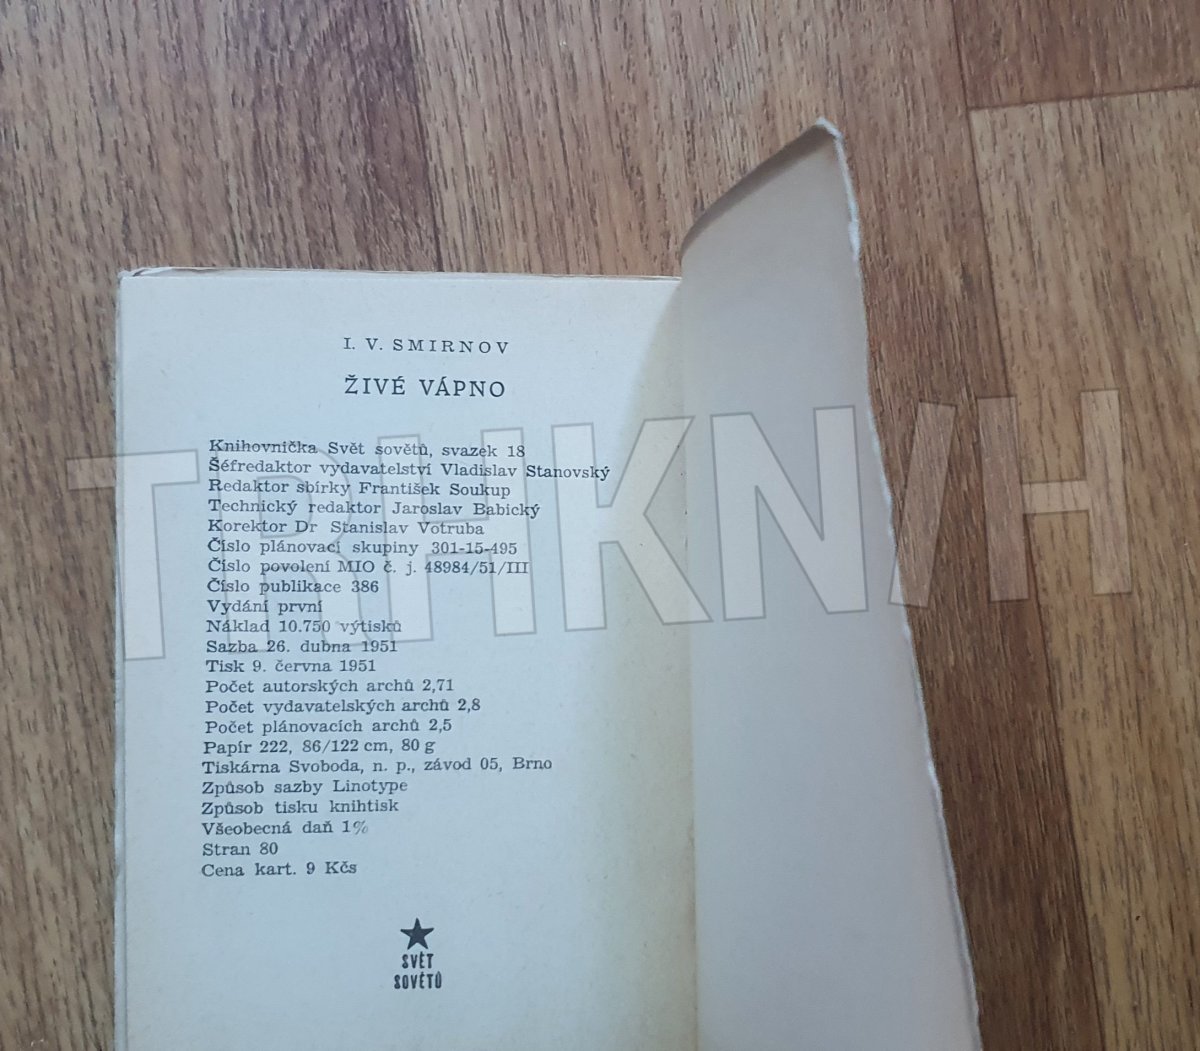 I. V. SMIRNOV
ŽIVÉ VÁPNO
Knihovnička Svět sovětů, svazek 18
Šéfredaktor vydavatelství Vladislav Stanovský
Redaktor sbírky František Soukup
Technický redaktor Jaroslav Babický
Korektor Dr Stanislav Votruba
Číslo plánovací skupiny 301-15-495
Číslo povolení MIO č. j. 48984/51/III
Číslo publikace 386
Vydání první
Náklad 10.750 výtisků
Sazba 26. dubna 1951
Tisk 9. června 1951
Počet autorských archů 2,71
Počet vydavatelských archů 2,8
Počet plánovacích archů 2,5
Papír 222, 86/122 cm, 80 g
Tiskárna Svoboda, n. p., závod 05, Brno
Způsob sazby Linotype
Způsob tisku knihtisk
Všeobecná daň 1%
Stran 80
Cena kart. 9 Kčs
SVĚT
SOVĚTŮ
TRHKNIH